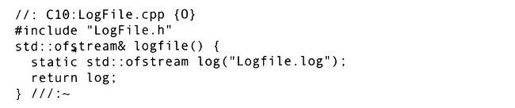 //: C10:LogFile.cpp {O}
#include "LogFile.h"
std::ofstream& logfile() {
  static std::ofstream log("Logfile.log");
  return log;
} ///:~